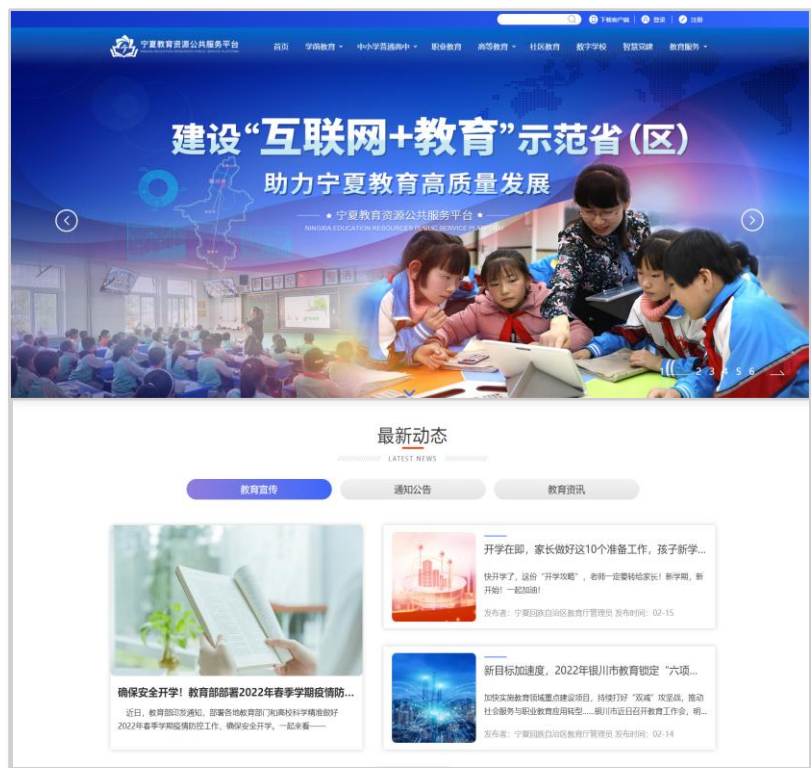 下载客户端 登录 注册
宁夏教育资源公共服务平台
首页 学前教育 中小学普通高中 职业教育 高等教育 社区教育 数字学校 智慧党建 教育服务
建设“互联网+教育”示范省(区)
助力宁夏教育高质量发展
★ 宁夏教育资源公共服务平台 ★
NINGXIA EDUCATION RESOURCES PUBLIC SERVICE PLATFORM
1 2 3 4 5 6
最新动态
LATEST NEWS
教育宣传 通知公告 教育资讯
开学在即，家长做好这10个准备工作，孩子新学...
快开学了，这份“开学攻略”，老师一定要转给家长！新学期，新
开始！一起加油！
发布者：宁夏回族自治区教育厅管理员 发布时间：02-15
确保安全开学！教育部部署2022年春季学期疫情防...
近日，教育部印发通知，部署各地教育部门和高校科学精准做好
2022年春季学期疫情防控工作，确保安全开学。一起来看——
新目标加速度，2022年银川市教育锁定“六项...
加快实施教育领域重点建设项目，持续打好“双减”攻坚战，推动
社会服务与职业教育应用转型......银川市近日召开教育工作会，明...
发布者：宁夏回族自治区教育厅管理员 发布时间：02-14